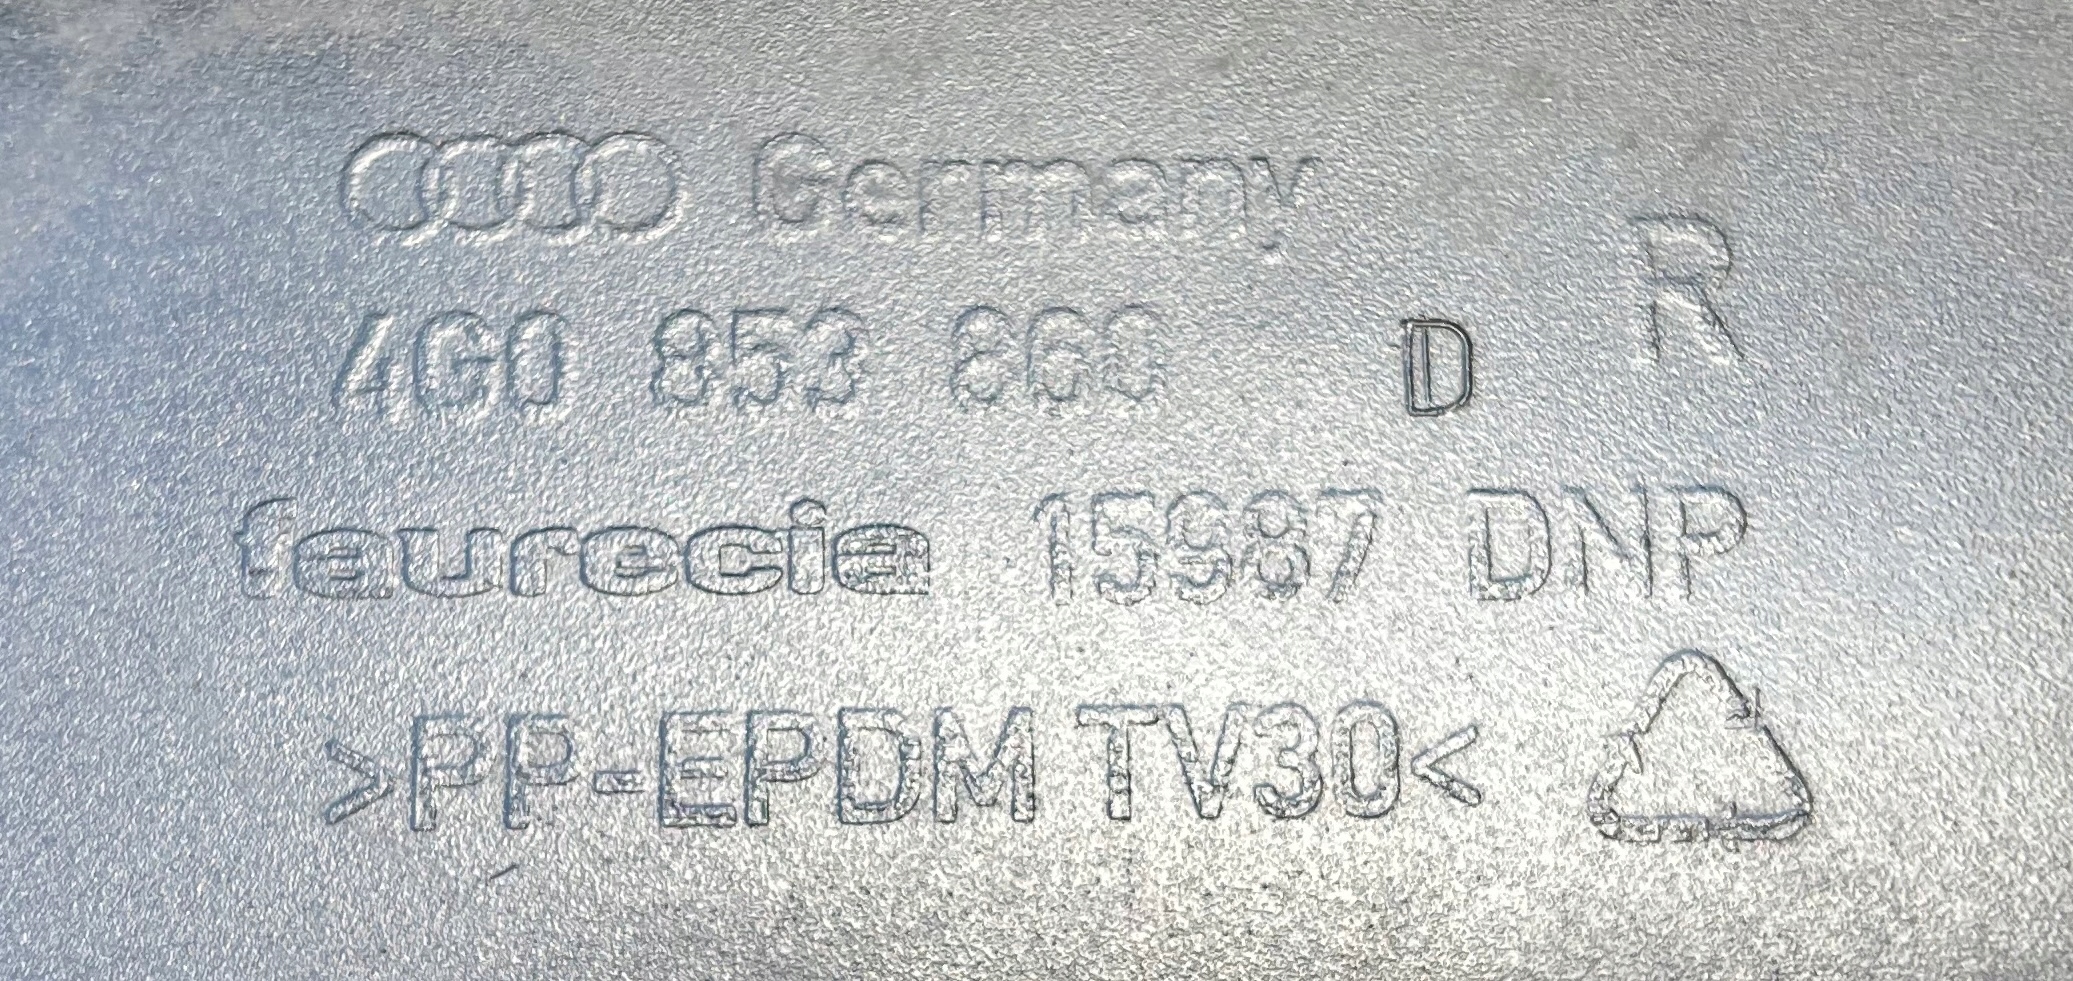 Germany
R
4G0 853 860 D
faurecia 15987 DNP
>PP-EPDM TV30<